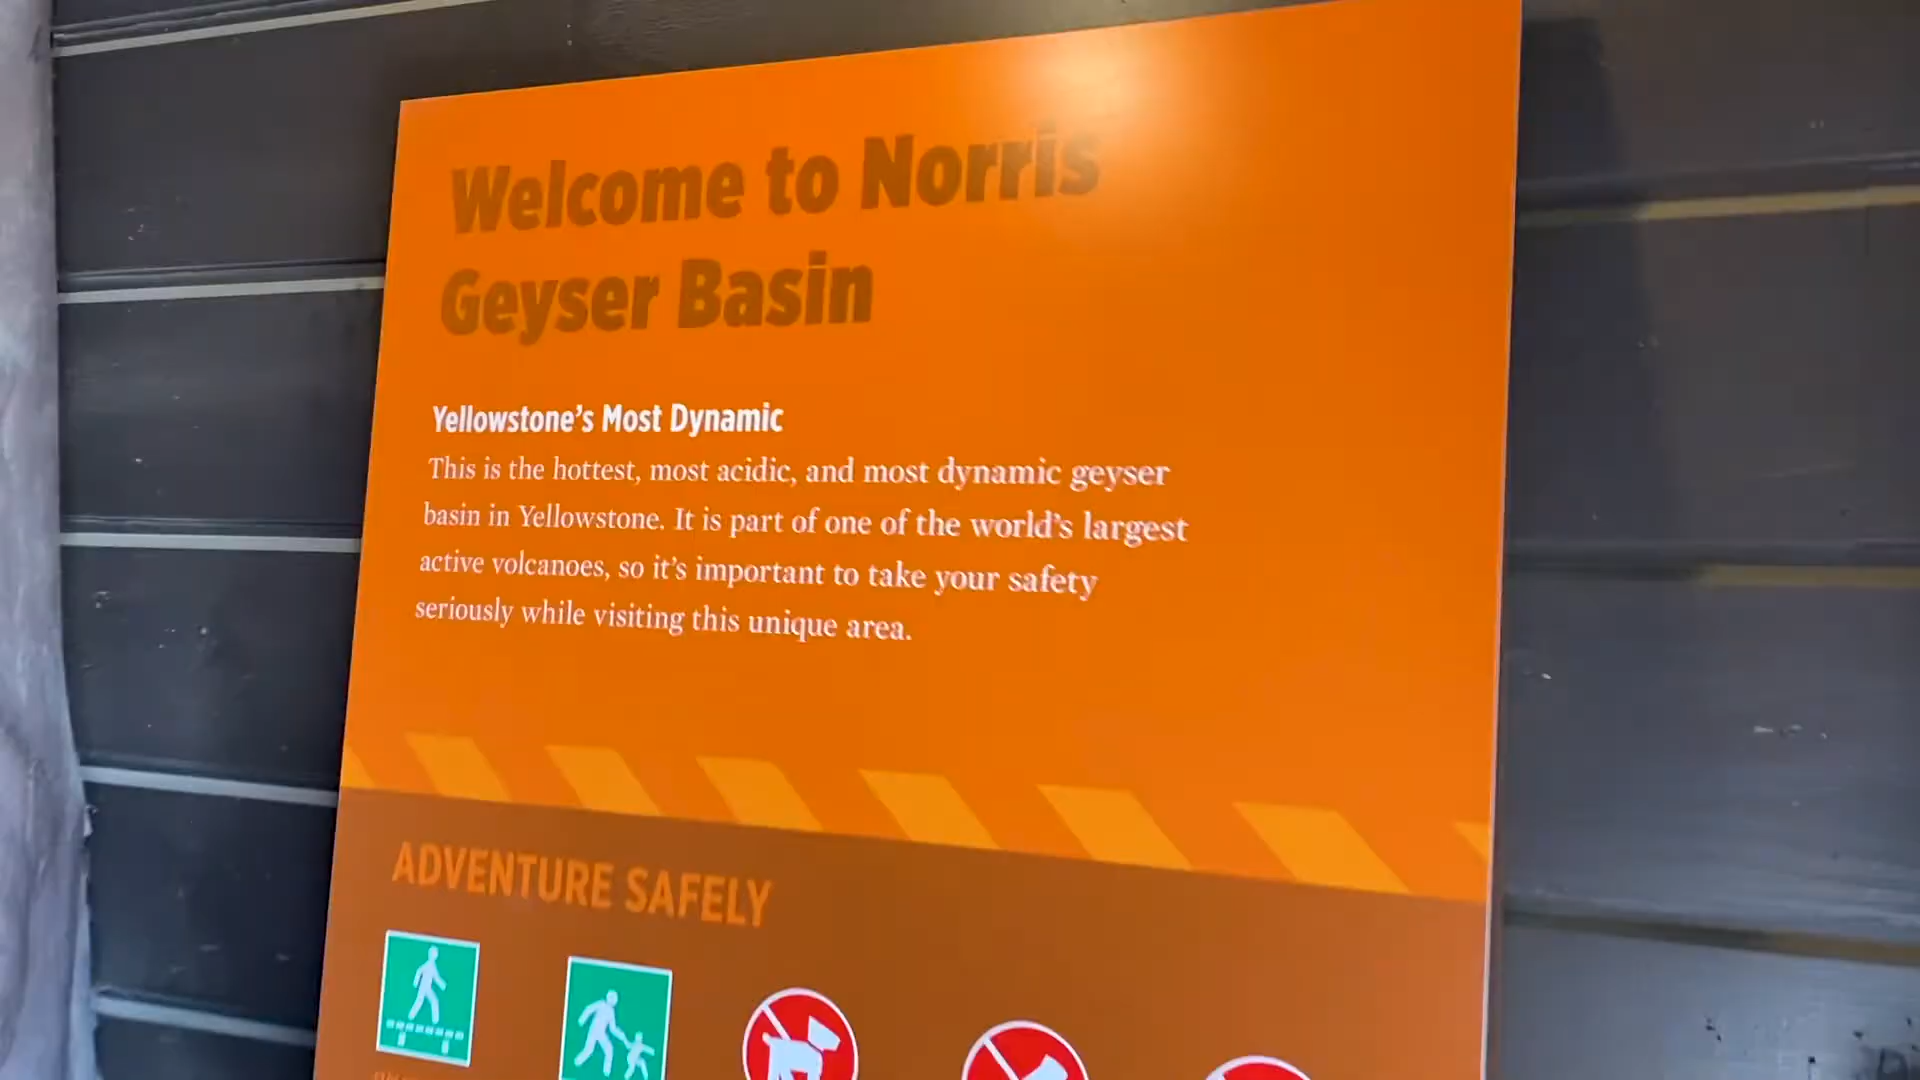 Welcome to Norris
Geyser Basin
Yellowstone’s Most Dynamic
This is the hottest, most acidic, and most dynamic geyser
basin in Yellowstone. It is part of one of the world’s largest
active volcanoes, so it’s important to take your safety
seriously while visiting this unique area.
ADVENTURE SAFELY